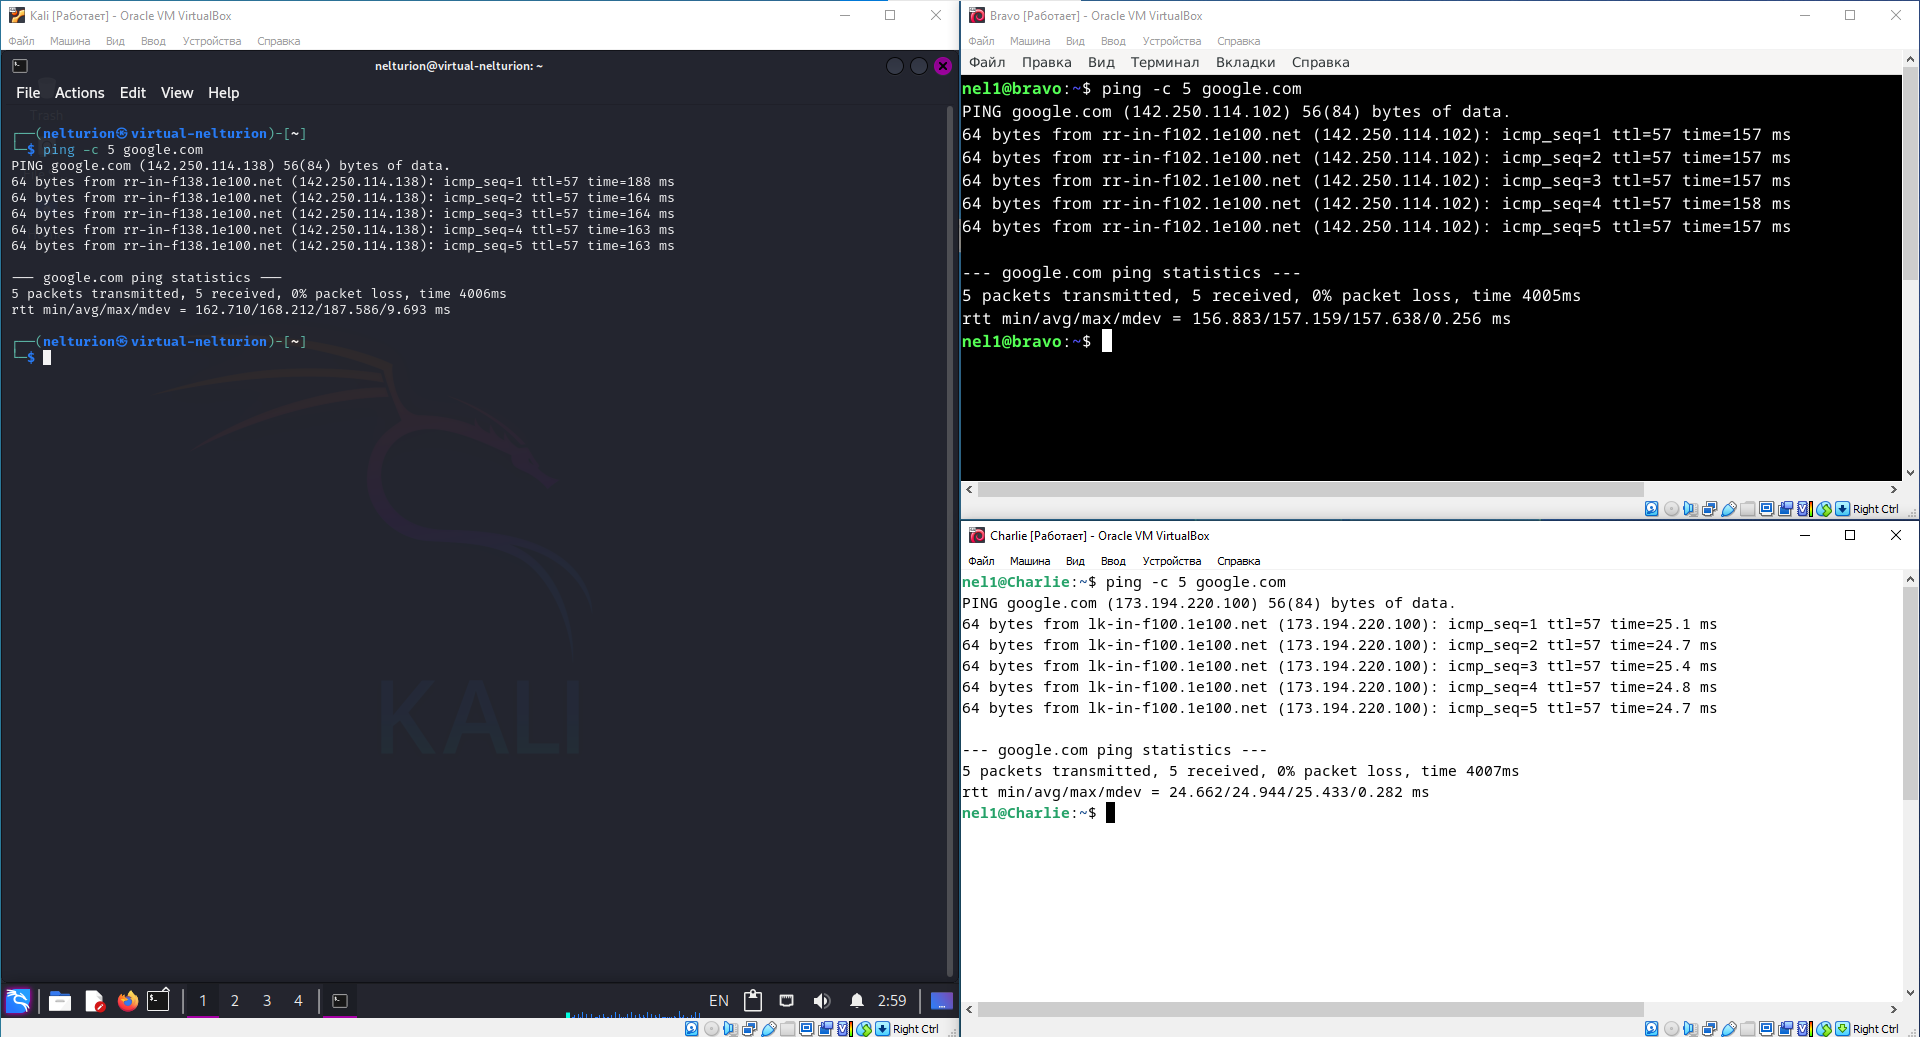 Kali [Работает] - Oracle VM VirtualBox
Файл Машина Вид Ввод Устройства Справка
nelturion@virtual-nelturion: ~
File Actions Edit View Help
┌──(nelturion㉿virtual-nelturion)-[~]
└─$ ping -c 5 google.com
PING google.com (142.250.114.138) 56(84) bytes of data.
64 bytes from rr-in-f138.1e100.net (142.250.114.138): icmp_seq=1 ttl=57 time=188 ms
64 bytes from rr-in-f138.1e100.net (142.250.114.138): icmp_seq=2 ttl=57 time=164 ms
64 bytes from rr-in-f138.1e100.net (142.250.114.138): icmp_seq=3 ttl=57 time=164 ms
64 bytes from rr-in-f138.1e100.net (142.250.114.138): icmp_seq=4 ttl=57 time=163 ms
64 bytes from rr-in-f138.1e100.net (142.250.114.138): icmp_seq=5 ttl=57 time=163 ms
--- google.com ping statistics ---
5 packets transmitted, 5 received, 0% packet loss, time 4006ms
rtt min/avg/max/mdev = 162.710/168.212/187.586/9.693 ms
┌──(nelturion㉿virtual-nelturion)-[~]
└─$
KALI
1 2 3 4
EN 2:59
Right Ctrl
Bravo [Работает] - Oracle VM VirtualBox
Файл Машина Вид Ввод Устройства Справка
Файл Правка Вид Терминал Вкладки Справка
nel1@bravo:~$ ping -c 5 google.com
PING google.com (142.250.114.102) 56(84) bytes of data.
64 bytes from rr-in-f102.1e100.net (142.250.114.102): icmp_seq=1 ttl=57 time=157 ms
64 bytes from rr-in-f102.1e100.net (142.250.114.102): icmp_seq=2 ttl=57 time=157 ms
64 bytes from rr-in-f102.1e100.net (142.250.114.102): icmp_seq=3 ttl=57 time=157 ms
64 bytes from rr-in-f102.1e100.net (142.250.114.102): icmp_seq=4 ttl=57 time=158 ms
64 bytes from rr-in-f102.1e100.net (142.250.114.102): icmp_seq=5 ttl=57 time=157 ms
--- google.com ping statistics ---
5 packets transmitted, 5 received, 0% packet loss, time 4005ms
rtt min/avg/max/mdev = 156.883/157.159/157.638/0.256 ms
nel1@bravo:~$
Right Ctrl
Charlie [Работает] - Oracle VM VirtualBox
Файл Машина Вид Ввод Устройства Справка
nel1@Charlie:~$ ping -c 5 google.com
PING google.com (173.194.220.100) 56(84) bytes of data.
64 bytes from lk-in-f100.1e100.net (173.194.220.100): icmp_seq=1 ttl=57 time=25.1 ms
64 bytes from lk-in-f100.1e100.net (173.194.220.100): icmp_seq=2 ttl=57 time=24.7 ms
64 bytes from lk-in-f100.1e100.net (173.194.220.100): icmp_seq=3 ttl=57 time=25.4 ms
64 bytes from lk-in-f100.1e100.net (173.194.220.100): icmp_seq=4 ttl=57 time=24.8 ms
64 bytes from lk-in-f100.1e100.net (173.194.220.100): icmp_seq=5 ttl=57 time=24.7 ms
--- google.com ping statistics ---
5 packets transmitted, 5 received, 0% packet loss, time 4007ms
rtt min/avg/max/mdev = 24.662/24.944/25.433/0.282 ms
nel1@Charlie:~$
Right Ctrl